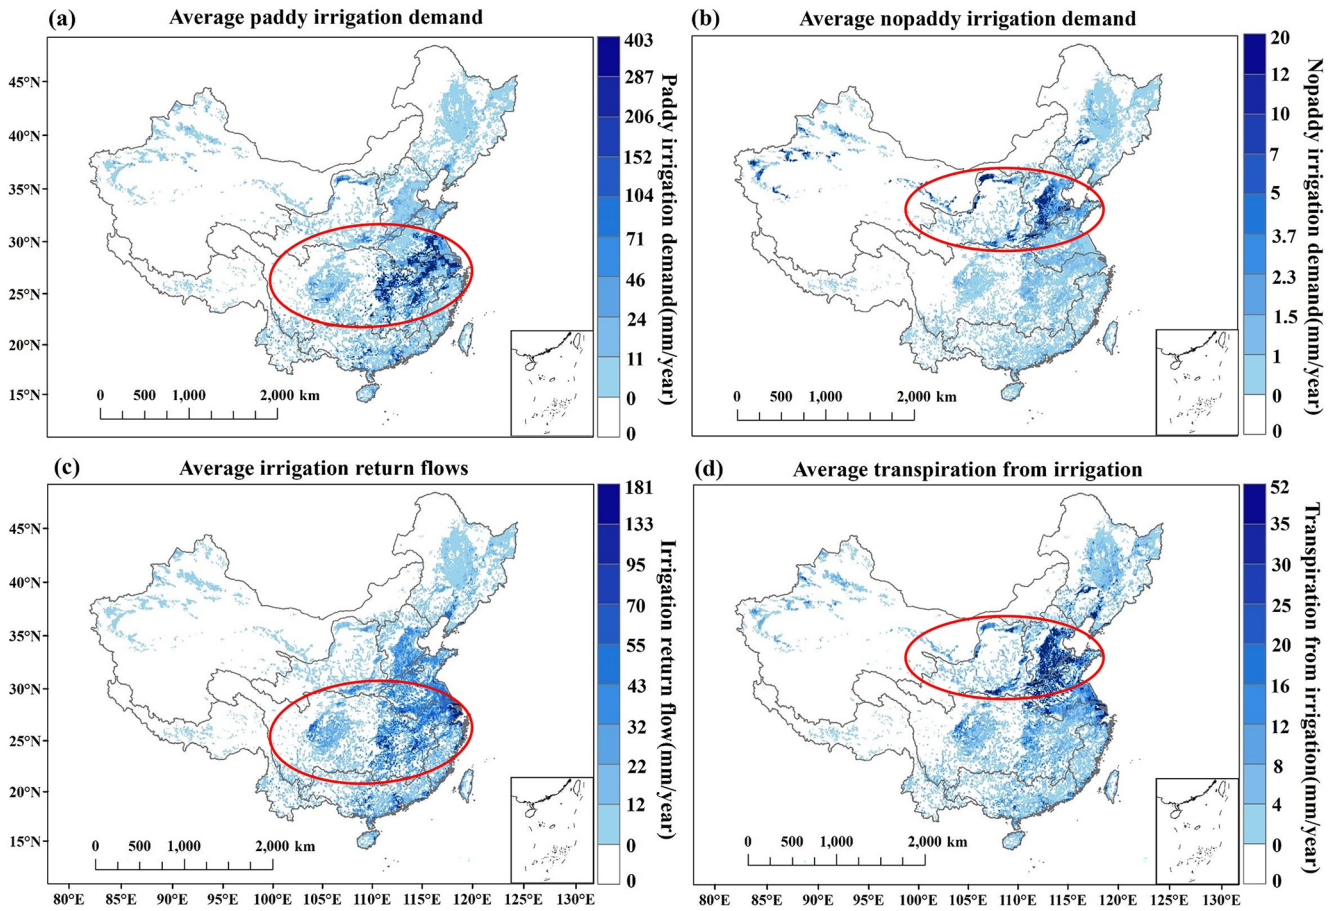 (a) Average paddy irrigation demand
45°N
40°N
35°N
30°N
25°N
20°N
15°N
0 500 1,000 2,000 km
403
287
206
152
104
71
46
24
11
0
0
Paddy irrigation demand(mm/year)
(b) Average nopaddy irrigation demand
0 500 1,000 2,000 km
20
12
10
7
5
3.7
2.3
1.5
1
0
0
Nopaddy irrigation demand(mm/year)
(c) Average irrigation return flows
45°N
40°N
35°N
30°N
25°N
20°N
15°N
0 500 1,000 2,000 km
80°E 85°E 90°E 95°E 100°E 105°E 110°E 115°E 120°E 125°E 130°E
181
133
95
70
55
43
32
22
12
0
0
Irrigation return flow(mm/year)
(d) Average transpiration from irrigation
0 500 1,000 2,000 km
80°E 85°E 90°E 95°E 100°E 105°E 110°E 115°E 120°E 125°E 130°E
52
35
30
25
20
16
12
8
4
0
0
Transpiration from irrigation(mm/year)